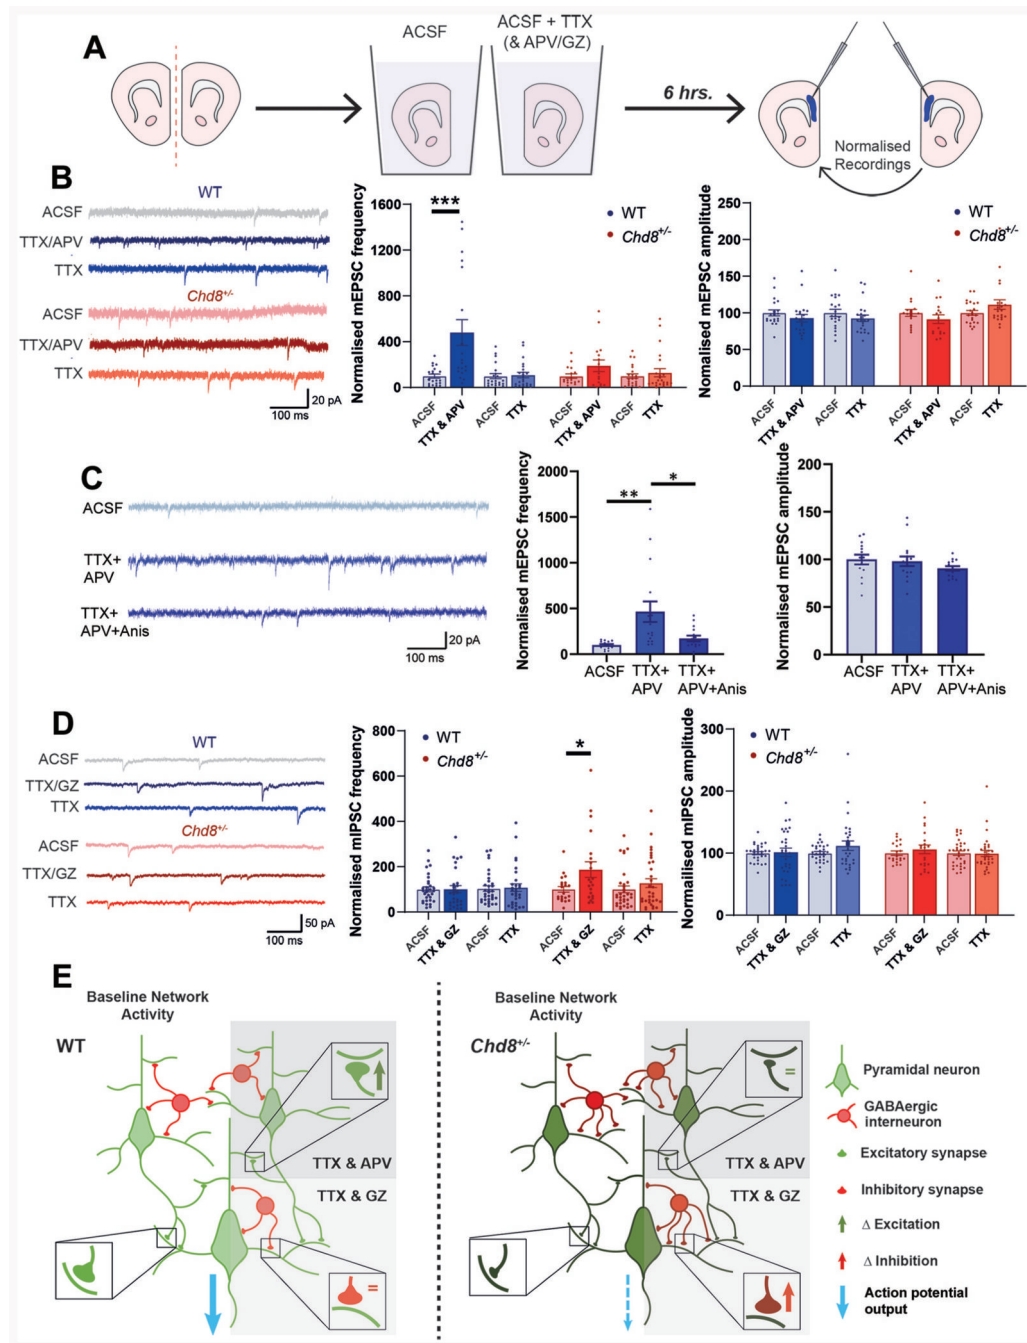 A
ACSF
ACSF + TTX
(& APV/GZ)
6 hrs.
Normalised
Recordings
B
WT
ACSF
TTX/APV
TTX
Chd8+/-
ACSF
TTX/APV
TTX
20 pA
100 ms
Normalised mEPSC frequency
1600
1200
800
400
0
***
WT
Chd8+/-
ACSF
TTX & APV
ACSF
TTX
ACSF
TTX & APV
ACSF
TTX
Normalised mEPSC amplitude
250
200
150
100
50
0
WT
Chd8+/-
ACSF
TTX & APV
ACSF
TTX
ACSF
TTX & APV
ACSF
TTX
C
ACSF
TTX+
APV
TTX+
APV+Anis
20 pA
100 ms
Normalised mEPSC frequency
2000
1500
1000
500
0
**
*
ACSF
TTX+
APV
TTX+
APV+Anis
Normalised mEPSC amplitude
200
150
100
50
0
ACSF
TTX+
APV
TTX+
APV+Anis
D
WT
ACSF
TTX/GZ
TTX
Chd8+/-
ACSF
TTX/GZ
TTX
50 pA
100 ms
Normalised mIPSC frequency
800
600
400
200
0
WT
Chd8+/-
*
ACSF
TTX & GZ
ACSF
TTX
ACSF
TTX & GZ
ACSF
TTX
Normalised mIPSC amplitude
300
200
100
0
WT
Chd8+/-
ACSF
TTX & GZ
ACSF
TTX
ACSF
TTX & GZ
ACSF
TTX
E
Baseline Network
Activity
WT
TTX & APV
TTX & GZ
=
Baseline Network
Activity
Chd8+/-
=
TTX & APV
TTX & GZ
Pyramidal neuron
GABAergic
interneuron
Excitatory synapse
Inhibitory synapse
Δ Excitation
Δ Inhibition
Action potential
output